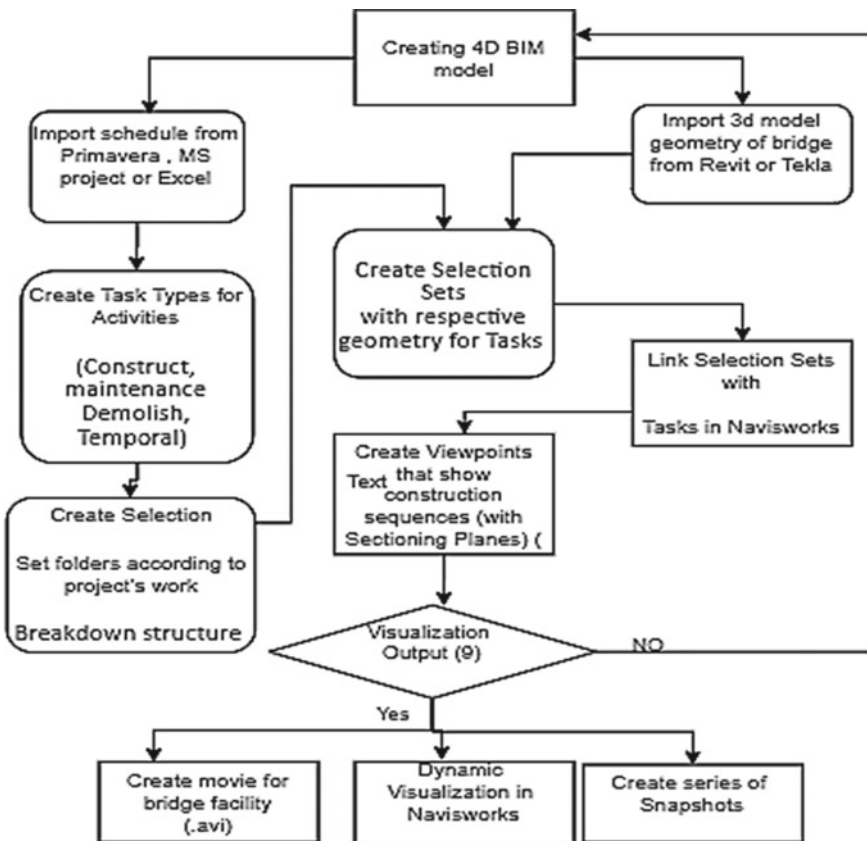 Creating 4D BIM
model
Import schedule from
Primavera , MS
project or Excel
Import 3d model
geometry of bridge
from Revit or Tekla
Create Task Types for
Activities
(Construct,
maintenance
Demolish,
Temporal)
Create Selection
Sets
with respective
geometry for Tasks
Link Selection Sets
with
Tasks in Navisworks
Create Selection
Set folders according to
project's work
Breakdown structure
Create Viewpoints
Text that show
construction
sequences (with
Sectioning Planes) (
Visualization
Output (9)
NO
Yes
Create movie for
bridge facility
(.avi)
Dynamic
Visualization in
Navisworks
Create series of
Snapshots